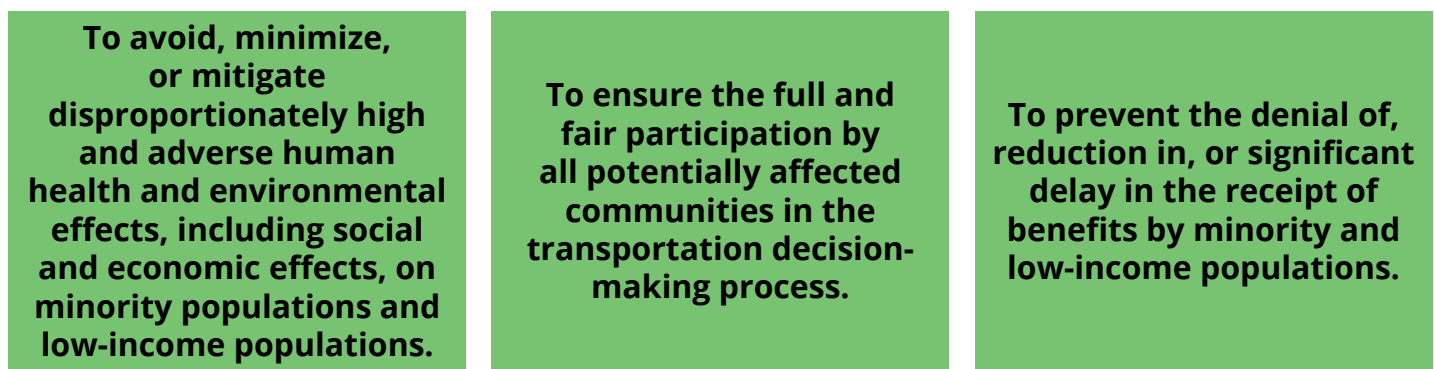 To avoid, minimize,
or mitigate
disproportionately high
and adverse human
health and environmental
effects, including social
and economic effects, on
minority populations and
low-income populations.
To ensure the full and
fair participation by
all potentially affected
communities in the
transportation decision-
making process.
To prevent the denial of,
reduction in, or significant
delay in the receipt of
benefits by minority and
low-income populations.